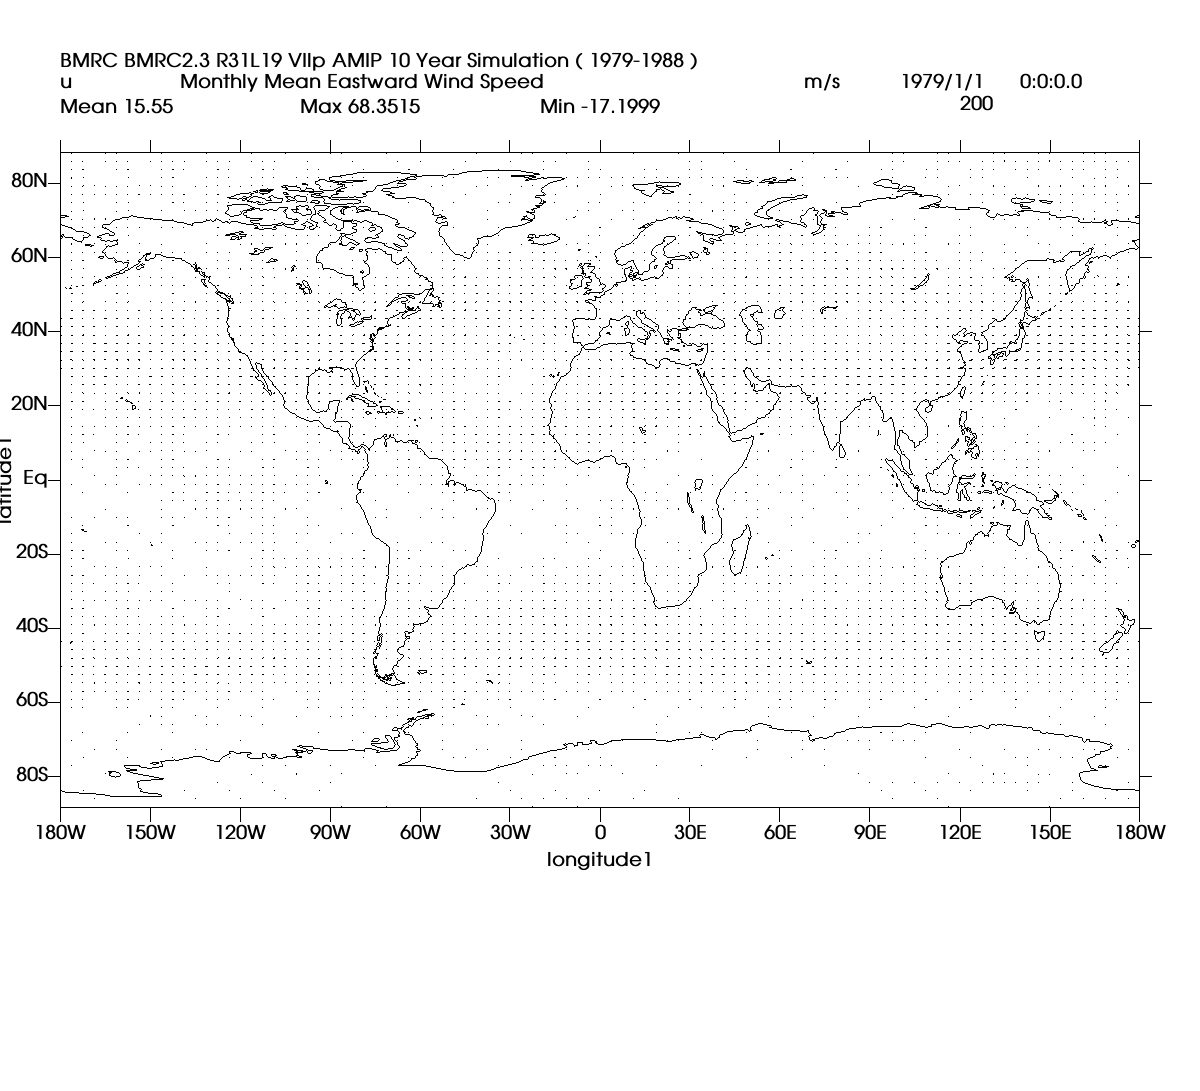 BMRC BMRC2.3 R31L19 VIIp AMIP 10 Year Simulation ( 1979-1988 )
u Monthly Mean Eastward Wind Speed m/s 1979/1/1 0:0:0.0
Mean 15.55 Max 68.3515 Min -17.1999 200
80N
60N
40N
20N
Eq
20S
40S
60S
80S
latitude1
180W 150W 120W 90W 60W 30W 0 30E 60E 90E 120E 150E 180W
longitude1